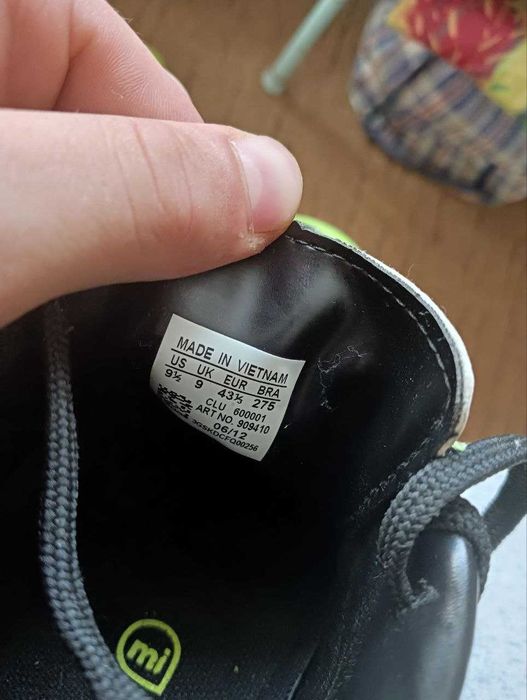 MADE IN VIETNAM
US UK EUR BRA
9½ 9 43⅓ 275
CLU 600001
ART NO. 909410
06/12
3GSKDCFQ00256
mi